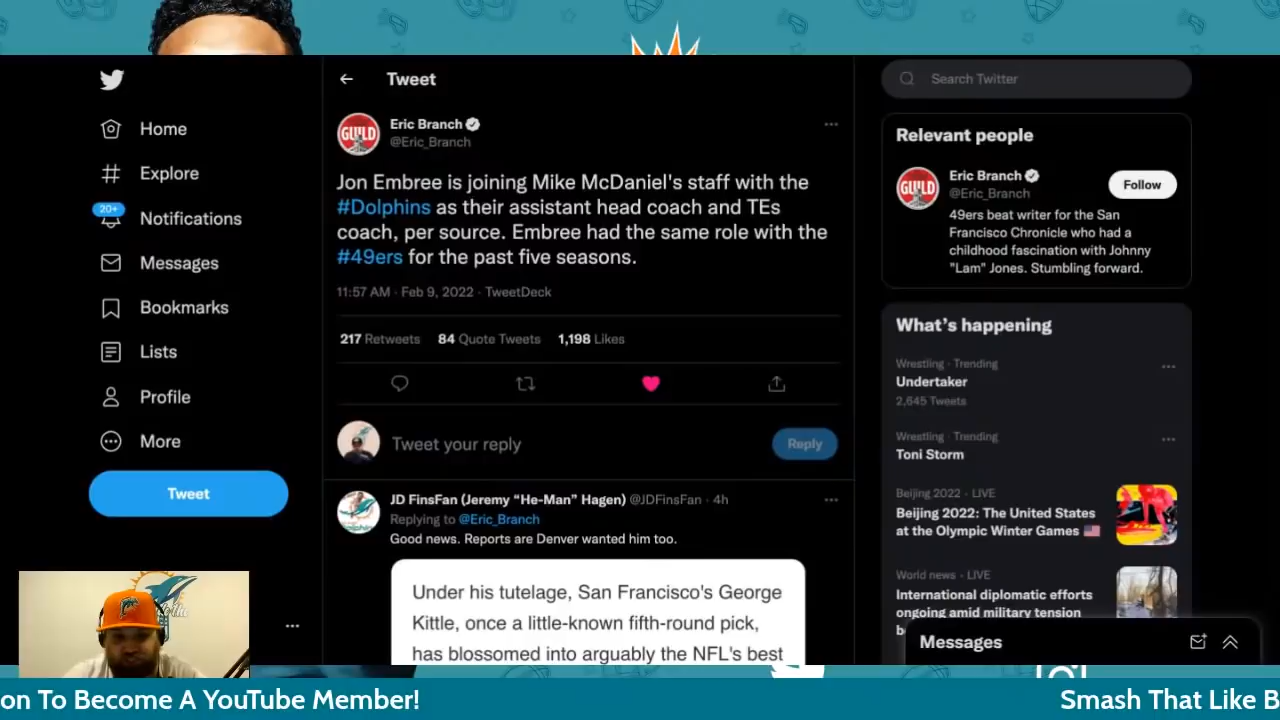 Tweet
Search Twitter
Home
Explore
20+
Notifications
Messages
Bookmarks
Lists
Profile
More
Tweet
GUILD
Eric Branch
@Eric_Branch
Jon Embree is joining Mike McDaniel's staff with the
#Dolphins as their assistant head coach and TEs
coach, per source. Embree had the same role with the
#49ers for the past five seasons.
11:57 AM · Feb 9, 2022 · TweetDeck
217 Retweets 84 Quote Tweets 1,198 Likes
Tweet your reply
Reply
JD FinsFan (Jeremy “He-Man” Hagen) @JDFinsFan · 4h
Replying to @Eric_Branch
Good news. Reports are Denver wanted him too.
Under his tutelage, San Francisco's George
Kittle, once a little-known fifth-round pick,
has blossomed into arguably the NFL's best
Relevant people
GUILD
Eric Branch
@Eric_Branch
Follow
49ers beat writer for the San
Francisco Chronicle who had a
childhood fascination with Johnny
"Lam" Jones. Stumbling forward.
What’s happening
Wrestling · Trending
Undertaker
2,645 Tweets
Wrestling · Trending
Toni Storm
Beijing 2022 · LIVE
Beijing 2022: The United States
at the Olympic Winter Games
World news · LIVE
International diplomatic efforts
ongoing amid military tension
Messages
on To Become A YouTube Member!
Smash That Like B